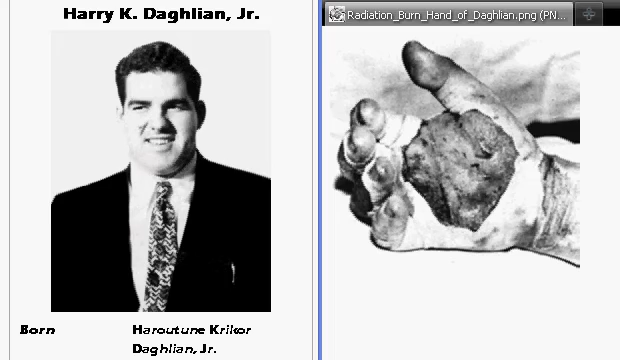 Harry K. Daghlian, Jr.
Radiation_Burn_Hand_of_Daghlian.png (PN...
Born Haroutune Krikor
Daghlian, Jr.